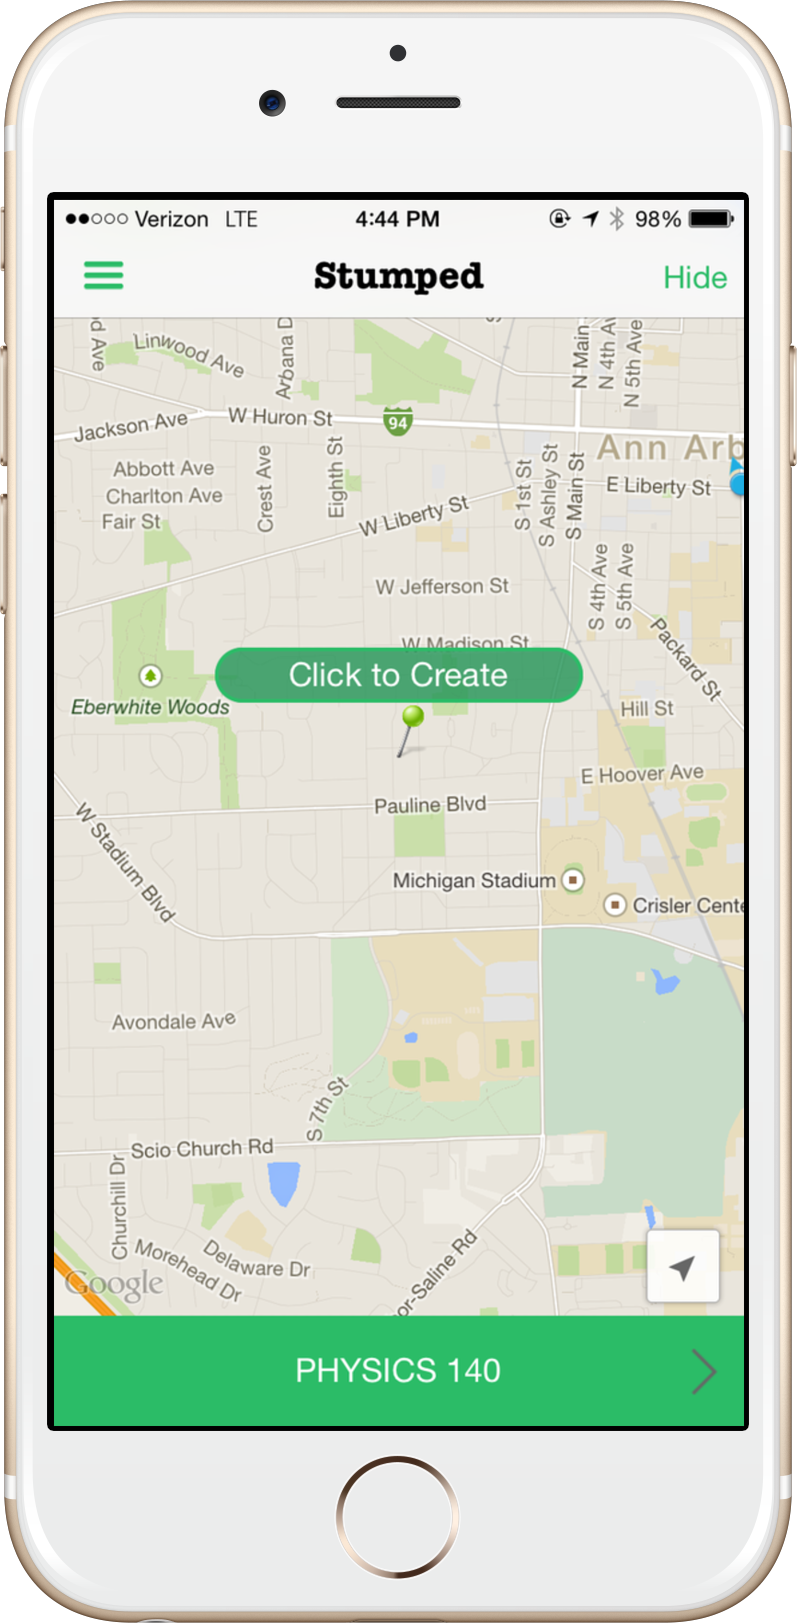 Verizon LTE 4:44 PM 98%
Stumped Hide
d Ave
Linwood Ave
Arbana D
N Main
N 4th Av
N 5th Ave
Jackson Ave
W Huron St
94
Ann Arb
Abbott Ave
Charlton Ave
Fair St
Crest Ave
Eighth St
W Liberty St
S 1st St
S Ashley St
S Main St
E Liberty St
W Jefferson St
S 4th Ave
S 5th Ave
W Madison St
Packard St
Click to Create
Eberwhite Woods
Hill St
E Hoover Ave
Pauline Blvd
W Stadium Blvd
Michigan Stadium
Crisler Cente
Avondale Ave
S 7th St
Scio Church Rd
Churchill Dr
Morehead Dr
Delaware Dr
or-Saline Rd
Google
PHYSICS 140